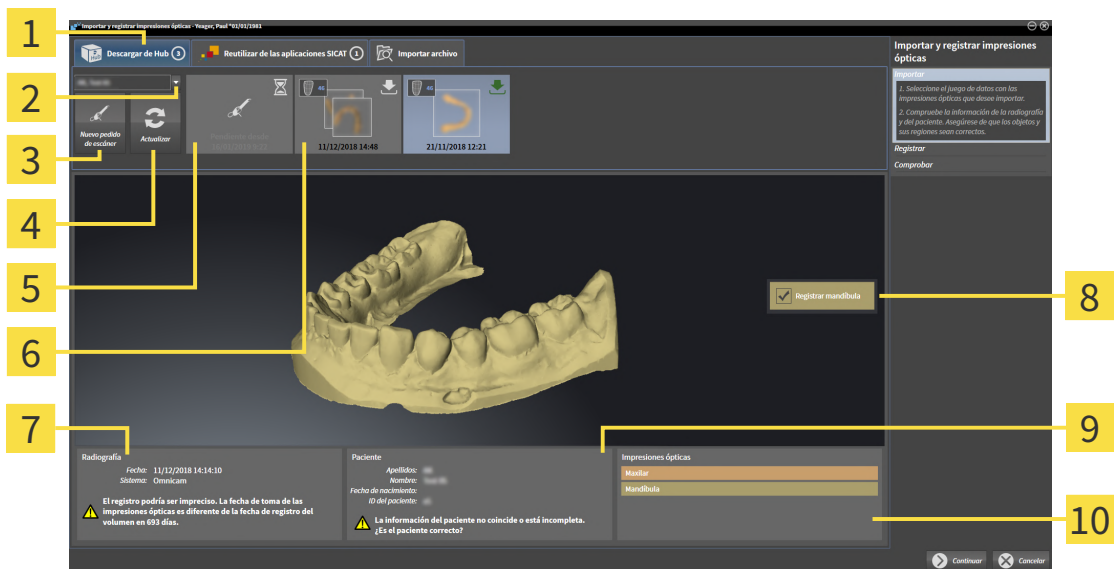 Importar y registrar impresiones ópticas - Yeager, Paul *01/01/1981
1
2
3
4
5
6
7
8
9
10
Descargar de Hub 3
Reutilizar de las aplicaciones SICAT 1
Importar archivo
Nuevo pedido
de escáner
Actualizar
46
11/12/2018 14:48
46
21/11/2018 12:21
Registrar mandíbula
Radiografía
Fecha: 11/12/2018 14:14:10
Sistema: Omnicam
El registro podría ser impreciso. La fecha de toma de las
impresiones ópticas es diferente de la fecha de registro del
volumen en 693 días.
Paciente
Apellidos:
Nombre:
Fecha de nacimiento:
ID del paciente:
La información del paciente no coincide o está incompleta.
¿Es el paciente correcto?
Impresiones ópticas
Maxilar
Mandíbula
Importar y registrar impresiones
ópticas
Importar
1. Seleccione el juego de datos con las
impresiones ópticas que desee importar.
2. Compruebe la información de la radiografía
y del paciente. Asegúrese de que los objetos y
sus regiones sean correctos.
Registrar
Comprobar
Continuar
Cancelar